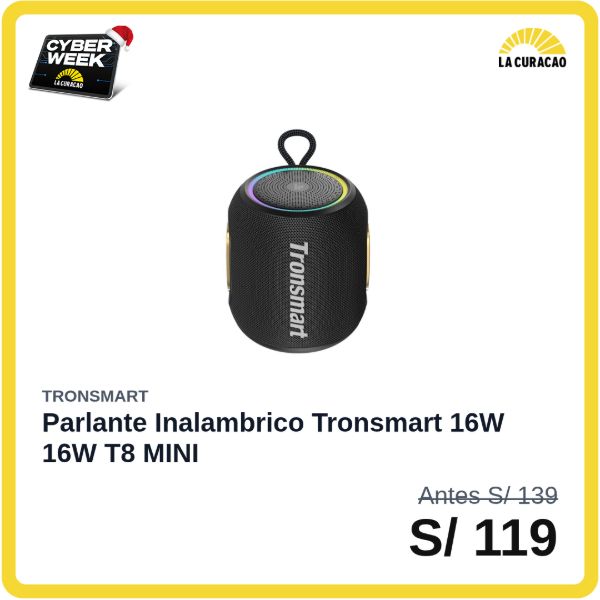 CYBER
WEEK
LA CURACAO
LA CURACAO
Tronsmart
TRONSMART
Parlante Inalambrico Tronsmart 16W
16W T8 MINI
Antes S/ 139
S/ 119